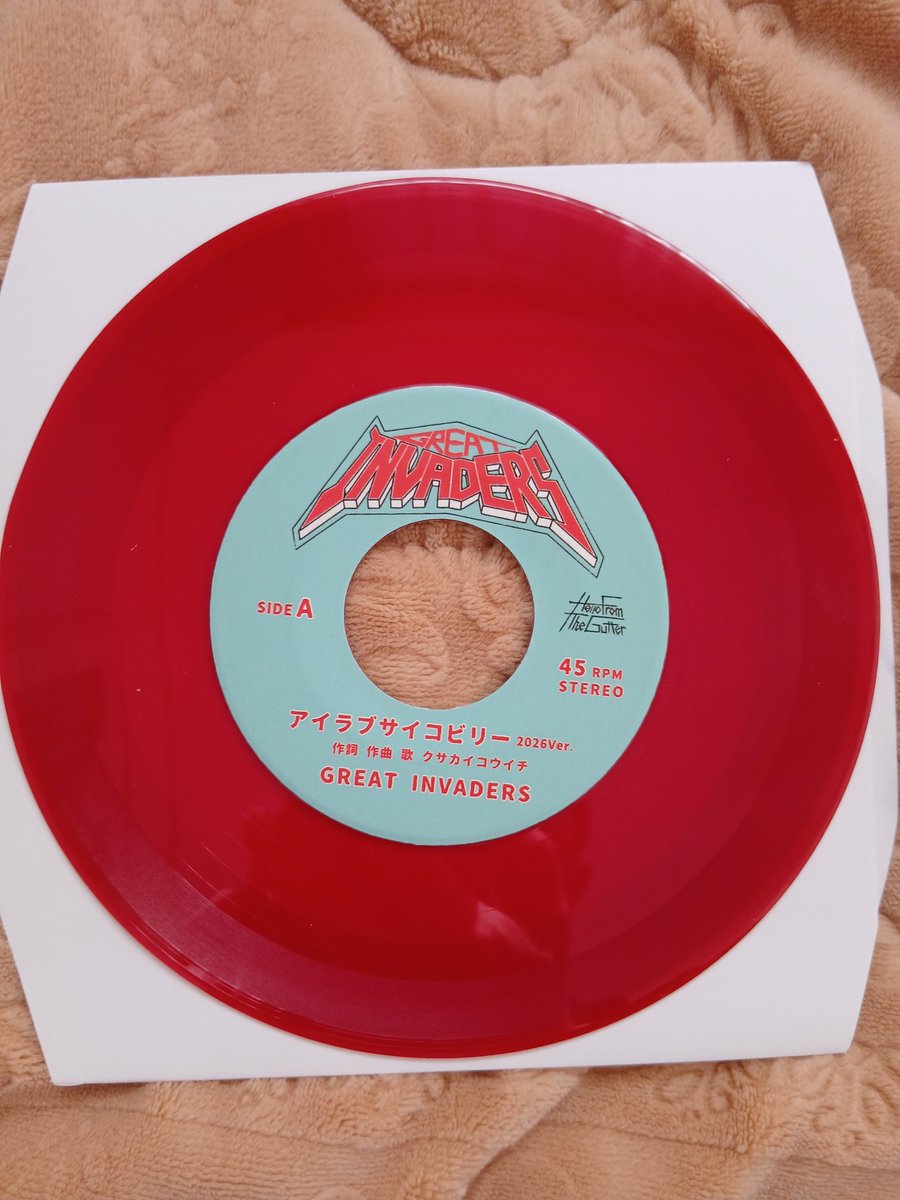 GREAT
INVADERS
SIDE A
Hello From
The Gutter
45 RPM
STEREO
アイラブサイコビリー 2026Ver.
作詞 作曲 歌 クサカイコウイチ
GREAT INVADERS